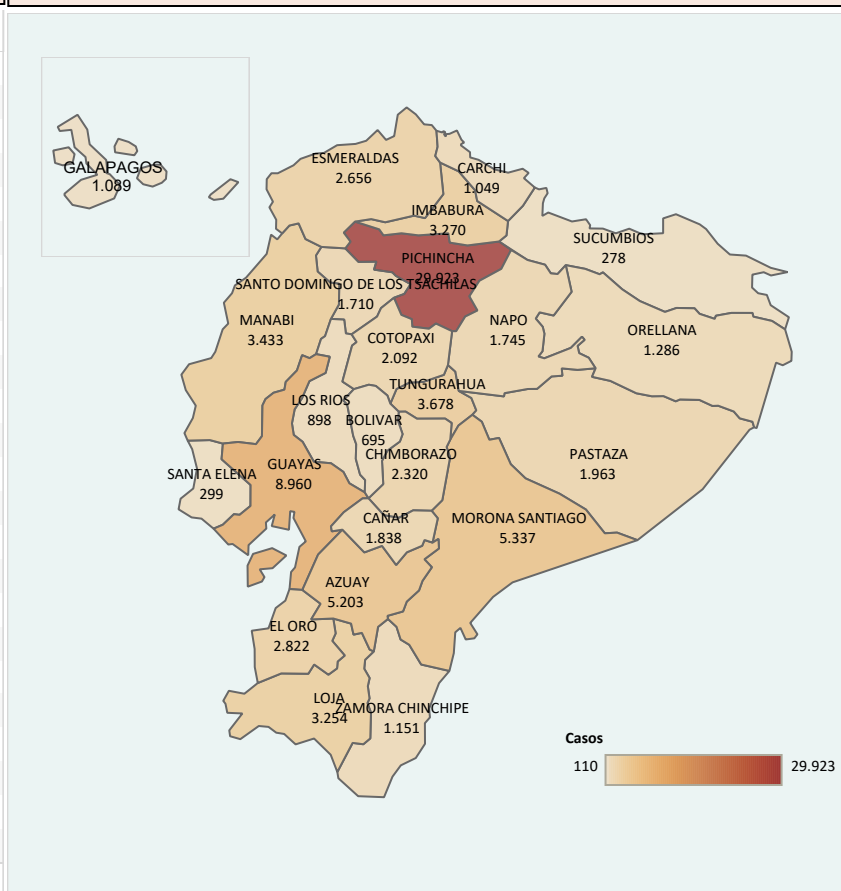 GALAPAGOS
1.089
ESMERALDAS
2.656
CARCHI
1.049
IMBABURA
3.270
SUCUMBIOS
278
PICHINCHA
29.923
SANTO DOMINGO DE LOS TSACHILAS
1.710
MANABI
3.433
NAPO
1.745
ORELLANA
1.286
COTOPAXI
2.092
TUNGURAHUA
3.678
LOS RIOS
898
BOLIVAR
695
CHIMBORAZO
2.320
PASTAZA
1.963
SANTA ELENA
299
GUAYAS
8.960
CAÑAR
1.838
MORONA SANTIAGO
5.337
AZUAY
5.203
EL ORO
2.822
LOJA
3.254
ZAMORA CHINCHIPE
1.151
Casos
110
29.923